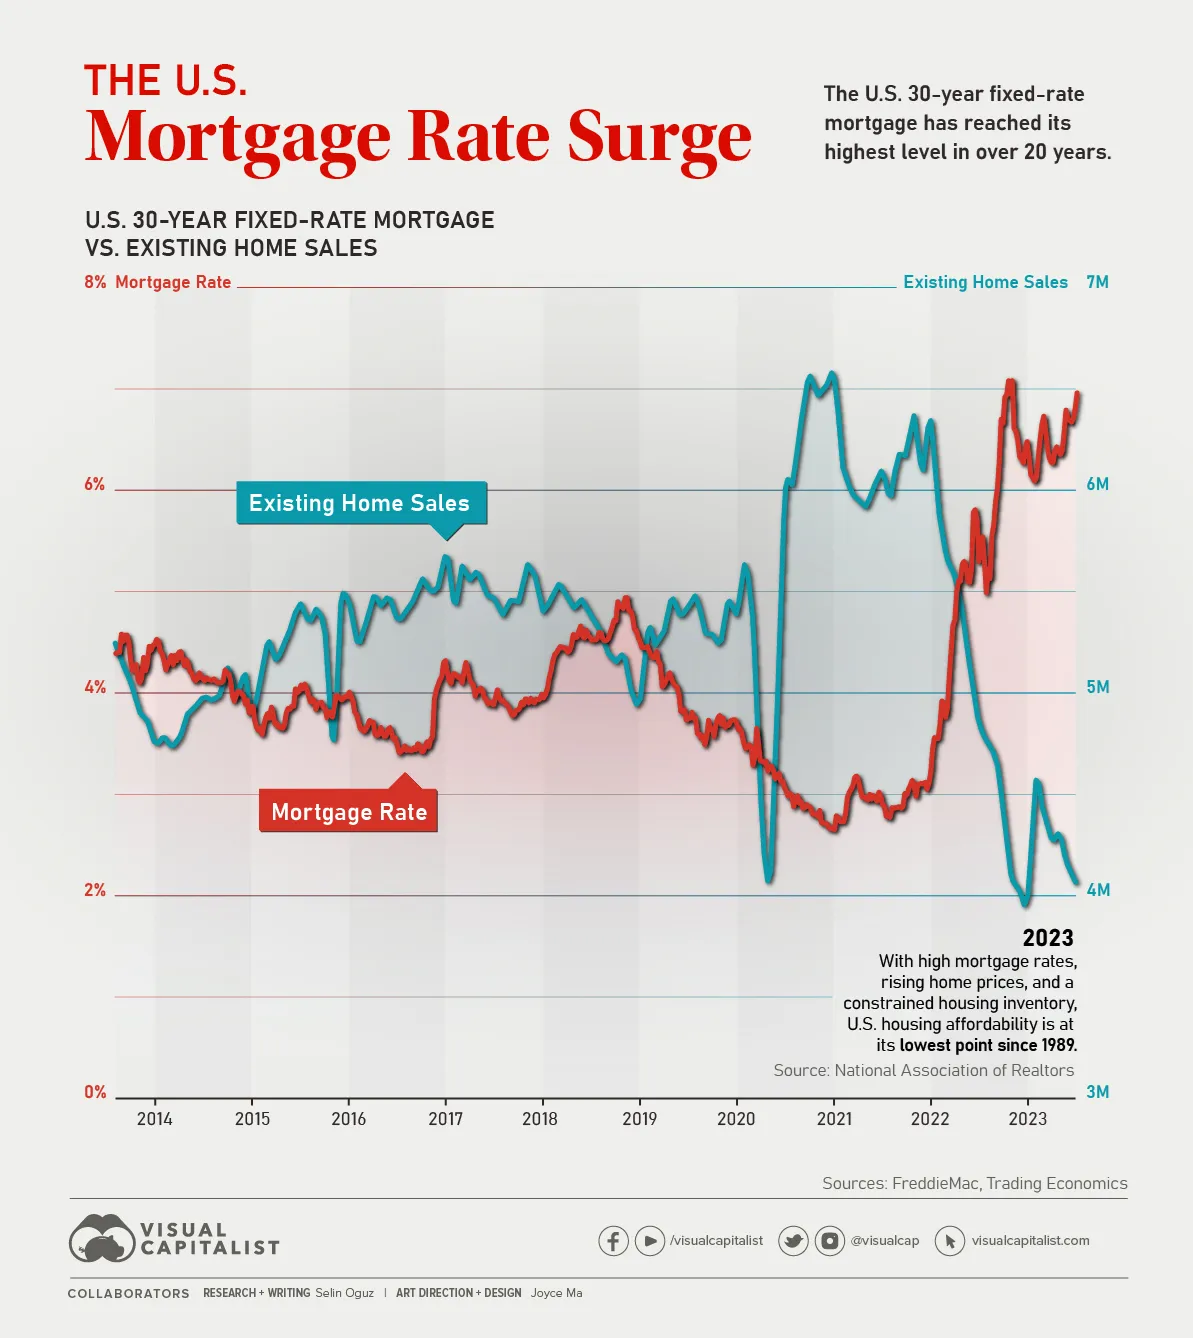 THE U.S.
Mortgage Rate Surge
The U.S. 30-year fixed-rate
mortgage has reached its
highest level in over 20 years.
U.S. 30-YEAR FIXED-RATE MORTGAGE
VS. EXISTING HOME SALES
8% Mortgage Rate
Existing Home Sales 7M
6%
6M
Existing Home Sales
4%
5M
Mortgage Rate
2%
4M
2023
With high mortgage rates,
rising home prices, and a
constrained housing inventory,
U.S. housing affordability is at
its lowest point since 1989.
Source: National Association of Realtors
0%
3M
2014 2015 2016 2017 2018 2019 2020 2021 2022 2023
Sources: FreddieMac, Trading Economics
VISUAL
CAPITALIST
/visualcapitalist
@visualcap
visualcapitalist.com
COLLABORATORS RESEARCH + WRITING Selin Oguz | ART DIRECTION + DESIGN Joyce Ma